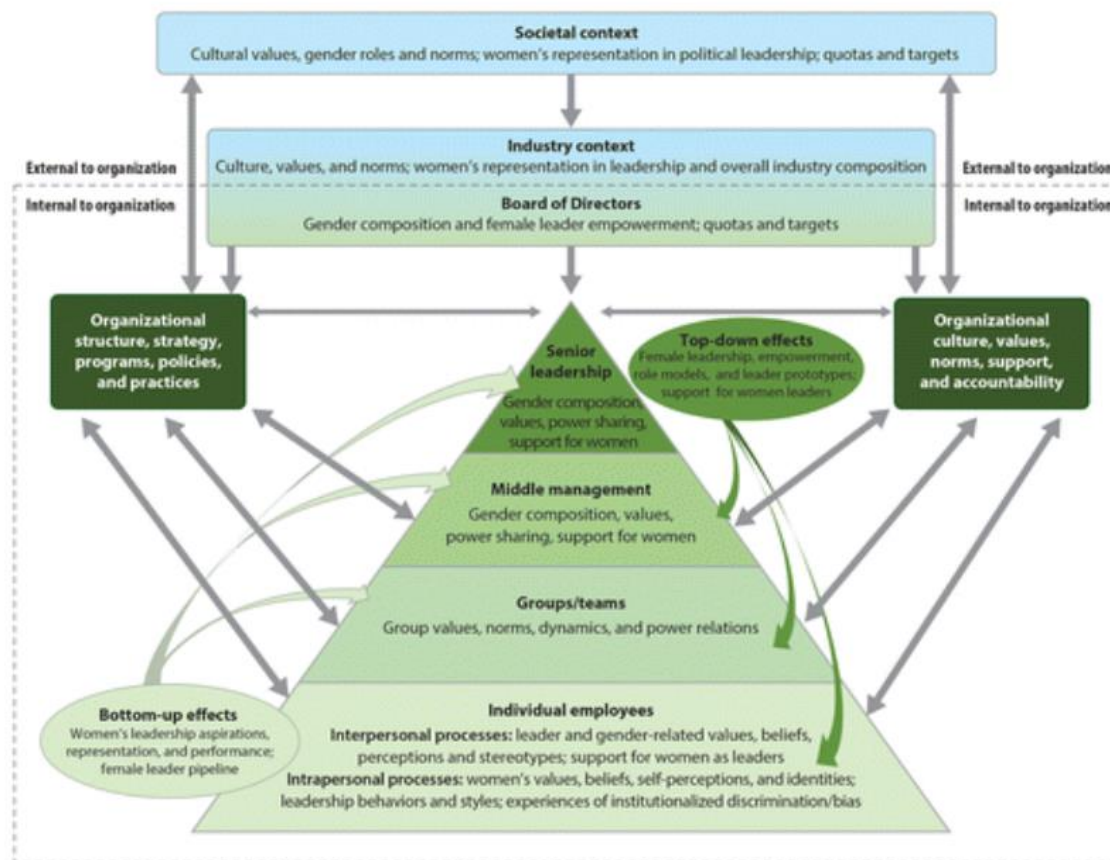 Societal context
Cultural values, gender roles and norms; women's representation in political leadership; quotas and targets
Industry context
Culture, values, and norms; women's representation in leadership and overall industry composition
External to organization
External to organization
Internal to organization
Internal to organization
Board of Directors
Gender composition and female leader empowerment; quotas and targets
Organizational
structure, strategy,
programs, policies,
and practices
Senior
leadership
Gender composition,
values, power sharing,
support for women
Top-down effects
Female leadership, empowerment,
role models, and leader prototypes;
support for women leaders
Organizational
culture, values,
norms, support,
and accountability
Middle management
Gender composition, values,
power sharing, support for women
Groups/teams
Group values, norms, dynamics, and power relations
Bottom-up effects
Women's leadership aspirations,
representation, and performance;
female leader pipeline
Individual employees
Interpersonal processes: leader and gender-related values, beliefs,
perceptions and stereotypes; support for women as leaders
Intrapersonal processes: women's values, beliefs, self-perceptions, and identities;
leadership behaviors and styles; experiences of institutionalized discrimination/bias